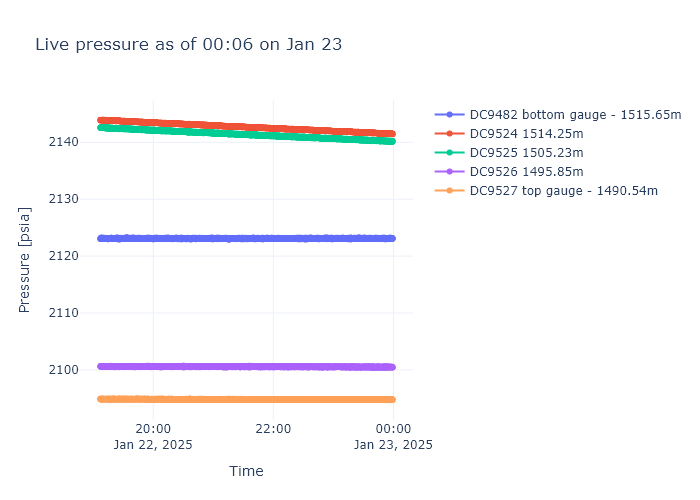 Live pressure as of 00:06 on Jan 23
DC9482 bottom gauge - 1515.65m
DC9524 1514.25m
DC9525 1505.23m
DC9526 1495.85m
DC9527 top gauge - 1490.54m
Pressure [psia]
2140
2130
2120
2110
2100
20:00
Jan 22, 2025
22:00
00:00
Jan 23, 2025
Time